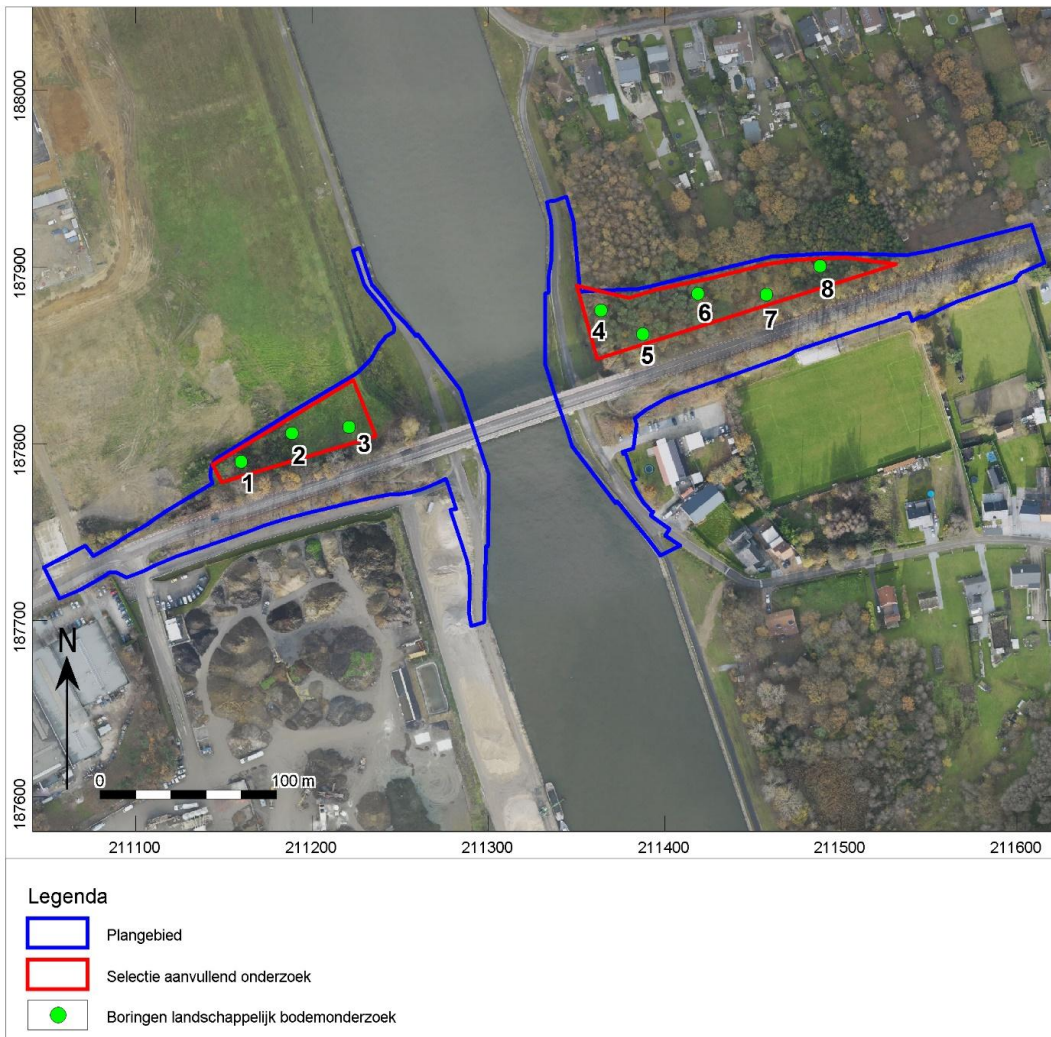 188000
187900
187800
187700
187600
1
2
3
4
5
6
7
8
N
0 100 m
211100 211200 211300 211400 211500 211600
Legenda
Plangebied
Selectie aanvullend onderzoek
Boringen landschappelijk bodemonderzoek